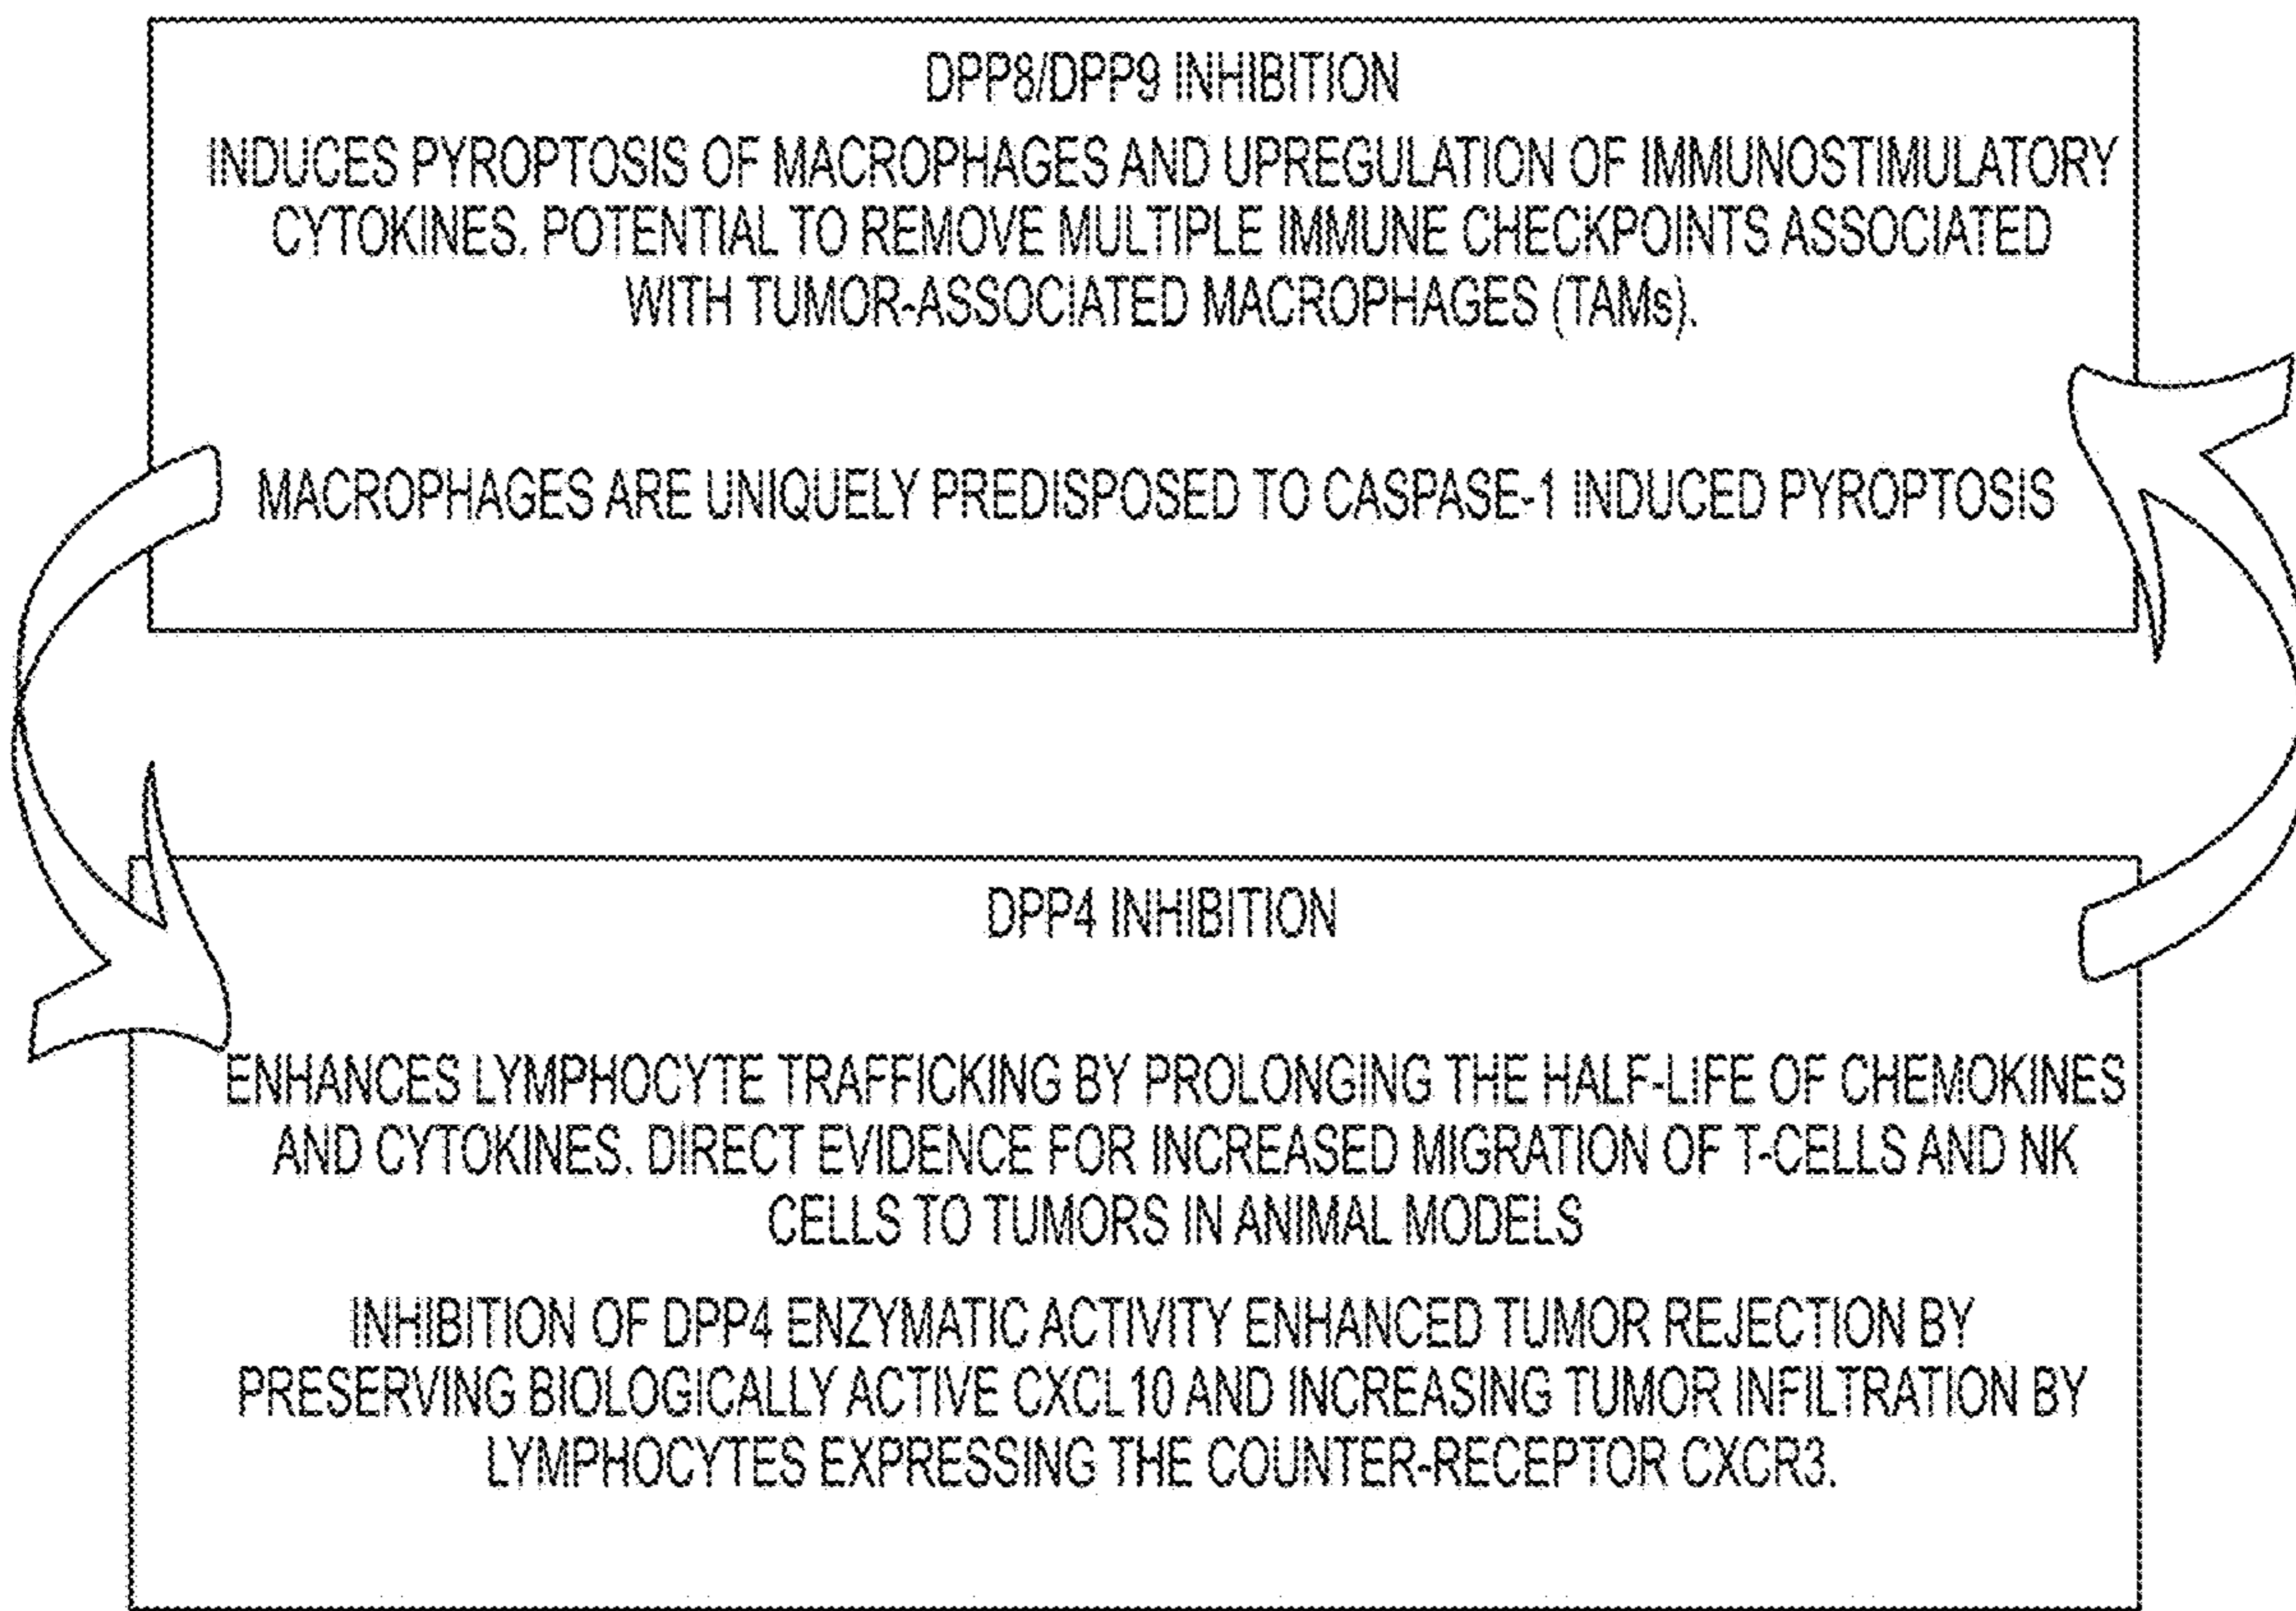 DPP8/DPP9 INHIBITION
INDUCES PYROPTOSIS OF MACROPHAGES AND UPREGULATION OF IMMUNOSTIMULATORY
CYTOKINES. POTENTIAL TO REMOVE MULTIPLE IMMUNE CHECKPOINTS ASSOCIATED
WITH TUMOR-ASSOCIATED MACROPHAGES (TAMs).
MACROPHAGES ARE UNIQUELY PREDISPOSED TO CASPASE-1 INDUCED PYROPTOSIS
DPP4 INHIBITION
ENHANCES LYMPHOCYTE TRAFFICKING BY PROLONGING THE HALF-LIFE OF CHEMOKINES
AND CYTOKINES. DIRECT EVIDENCE FOR INCREASED MIGRATION OF T-CELLS AND NK
CELLS TO TUMORS IN ANIMAL MODELS
INHIBITION OF DPP4 ENZYMATIC ACTIVITY ENHANCED TUMOR REJECTION BY
PRESERVING BIOLOGICALLY ACTIVE CXCL10 AND INCREASING TUMOR INFILTRATION BY
LYMPHOCYTES EXPRESSING THE COUNTER-RECEPTOR CXCR3.